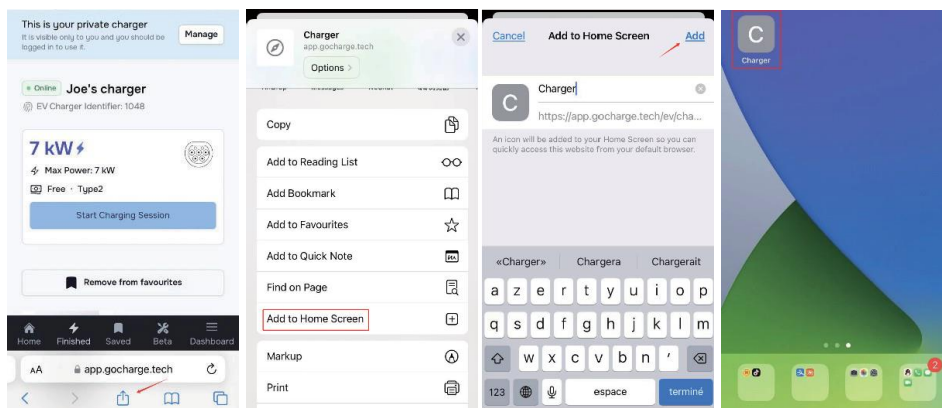 This is your private charger
It is visible only to you and you should be
logged in to use it.
Manage
Online
Joe's charger
EV Charger Identifier: 1048
7 kW
Max Power: 7 kW
Free · Type2
Start Charging Session
Remove from favourites
Home
Finished
Saved
Beta
Dashboard
AA
app.gocharge.tech
Charger
app.gocharge.tech
Options >
Copy
Add to Reading List
Add Bookmark
Add to Favourites
Add to Quick Note
Find on Page
Add to Home Screen
Markup
Print
Cancel
Add to Home Screen
Add
C
Charger
https://app.gocharge.tech/ev/cha...
An icon will be added to your Home Screen so you can
quickly access this website from your default browser.
«Charger»
Chargera
Chargerait
a z e r t y u i o p
q s d f g h j k l m
w x c v b n ’
123
espace
terminé
C
Charger
2